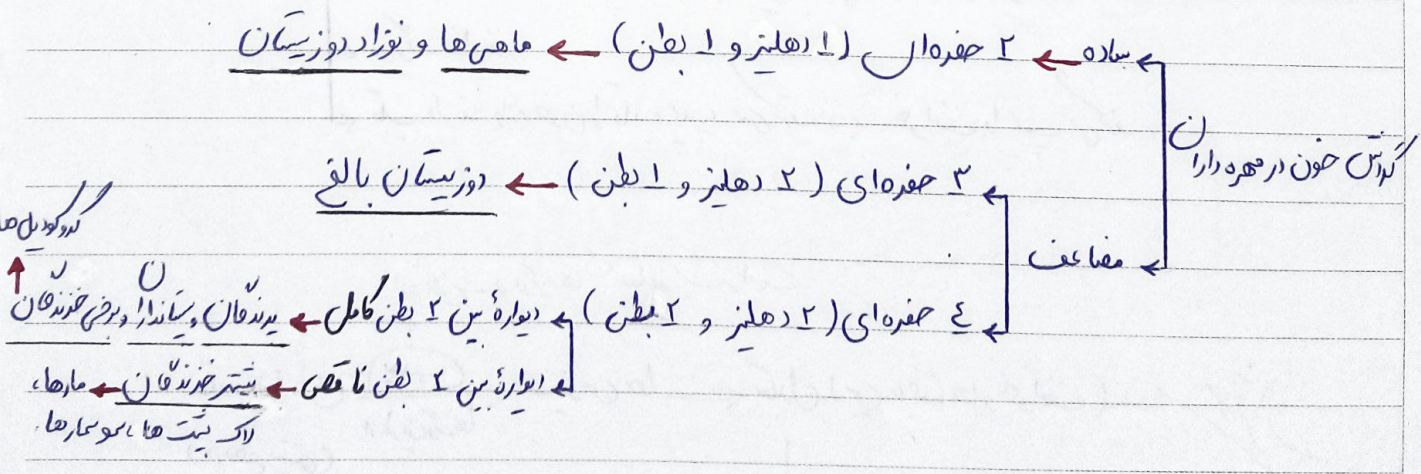 گردش خون در مهره داران
ساده ← ۲ حفره‌ای (۱ دهلیز و ۱ بطن) ← ماهی ها و نوزاد دوزیستان
مضاعف
۳ حفره‌ای (۲ دهلیز و ۱ بطن) ← دوزیستان بالغ
۴ حفره‌ای (۲ دهلیز و ۲ بطن)
دیوارهٔ بین ۲ بطن کامل ← پرندگان، پستانداران و برخی خزندگان
کروکودیل ها
دیوارهٔ بین ۲ بطن ناقص ← بیشتر خزندگان ← مارها،
لاک پشت ها، سوسمارها.